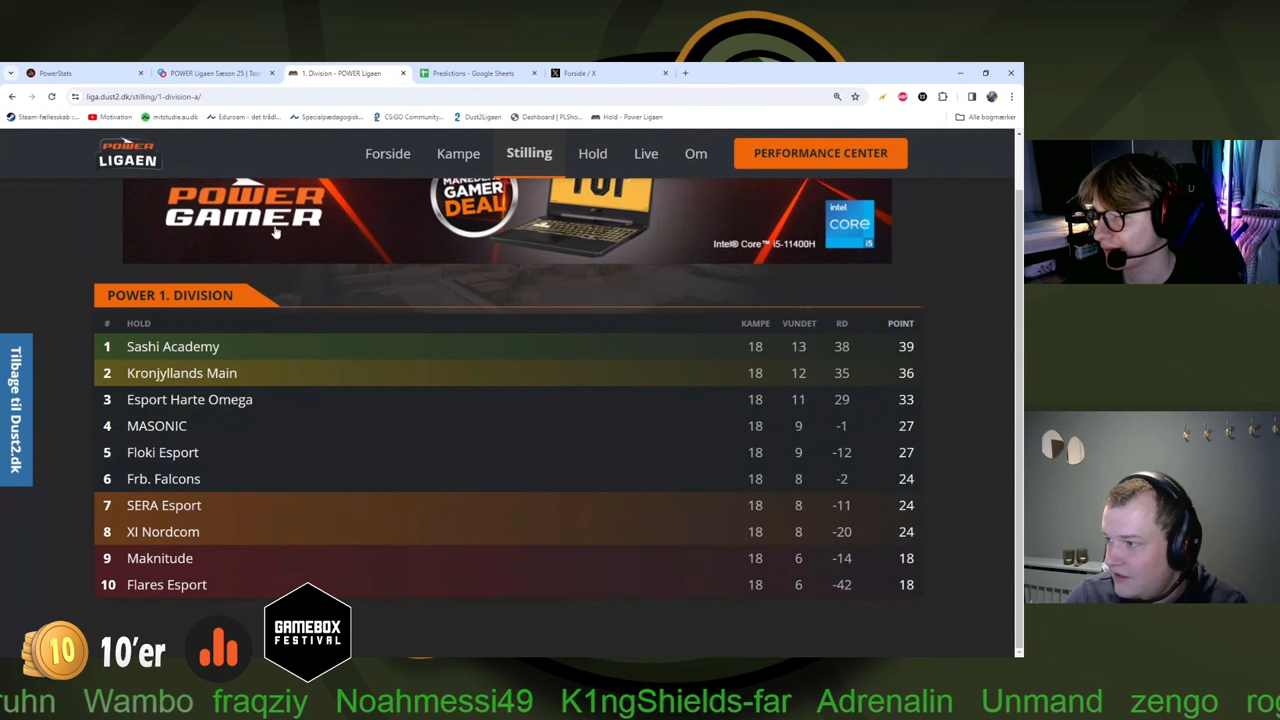 PowerStats
POWER Ligaen Sæson 25 | Too
1. Division - POWER Ligaen
Predictions - Google Sheets
Forside / X
liga.dust2.dk/stilling/1-division-a/
Steam-fællesskab ::...
Motivation
mitstudie.au.dk
Eduroam - det trådl...
Specialpædagogisk...
CS:GO Community...
Dust2Ligaen
Dashboard | PLSho...
Hold - Power Ligaen
Alle bogmærker
POWER
LIGAEN
Forside
Kampe
Stilling
Hold
Live
Om
PERFORMANCE CENTER
POWER
GAMER
MÅNEDENS
GAMER
DEAL
TUF
intel
CORE
i5
Intel® Core™ i5-11400H
POWER 1. DIVISION
# HOLD KAMPE VUNDET RD POINT
1 Sashi Academy 18 13 38 39
2 Kronjyllands Main 18 12 35 36
3 Esport Harte Omega 18 11 29 33
4 MASONIC 18 9 -1 27
5 Floki Esport 18 9 -12 27
6 Frb. Falcons 18 8 -2 24
7 SERA Esport 18 8 -11 24
8 XI Nordcom 18 8 -20 24
9 Maknitude 18 6 -14 18
10 Flares Esport 18 6 -42 18
Tilbage til Dust2.dk
10 10'er
GAMEBOX
FESTIVAL
ruhn Wambo fraqziy Noahmessi49 K1ngShields-far Adrenalin Unmand zengo